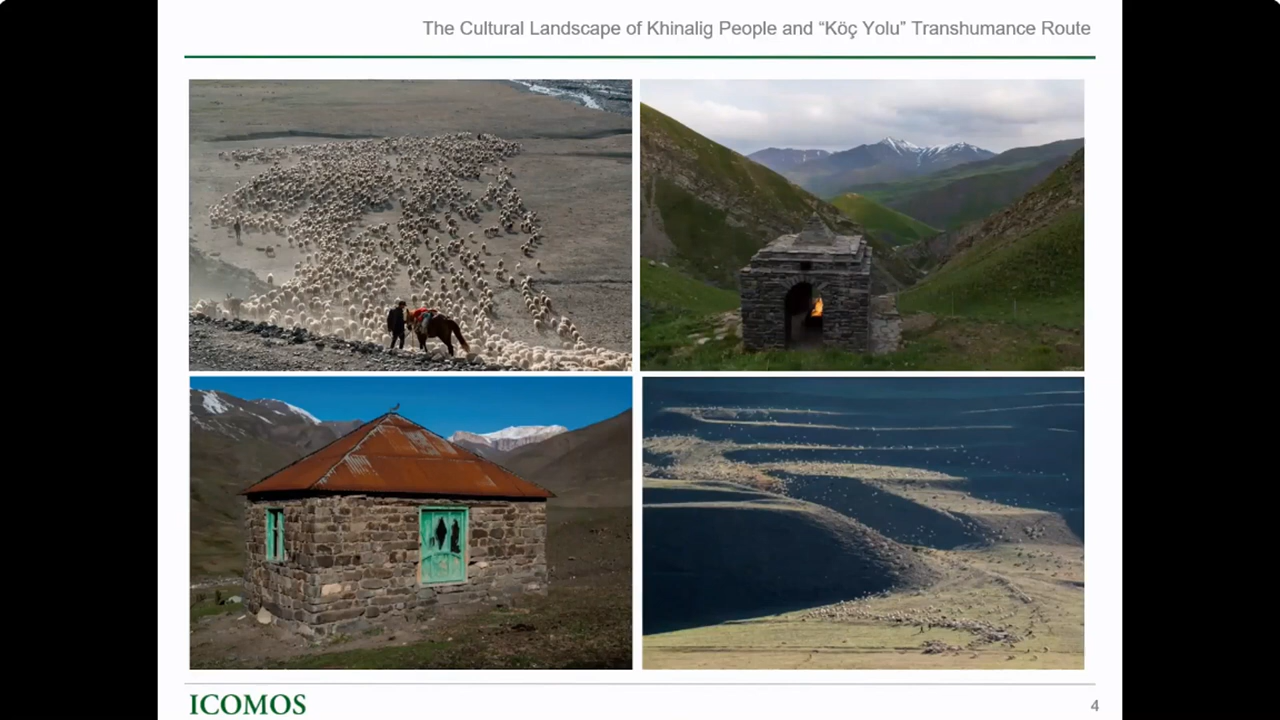 The Cultural Landscape of Khinalig People and “Köç Yolu” Transhumance Route
ICOMOS
4